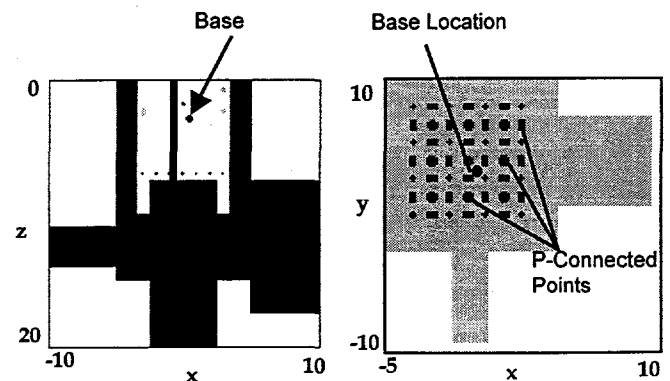 Base
Base Location
0
z
20
-10
x
10
10
y
-10
-5
x
10
P-Connected
Points